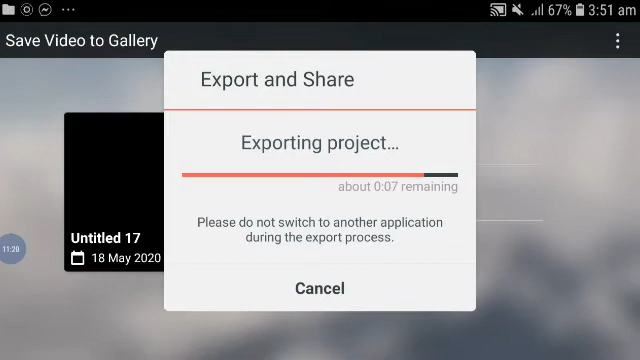 67% 3:51 am
Save Video to Gallery
Export and Share
Exporting project...
about 0:07 remaining
Please do not switch to another application
during the export process.
Untitled 17
11:20
18 May 2020
Cancel